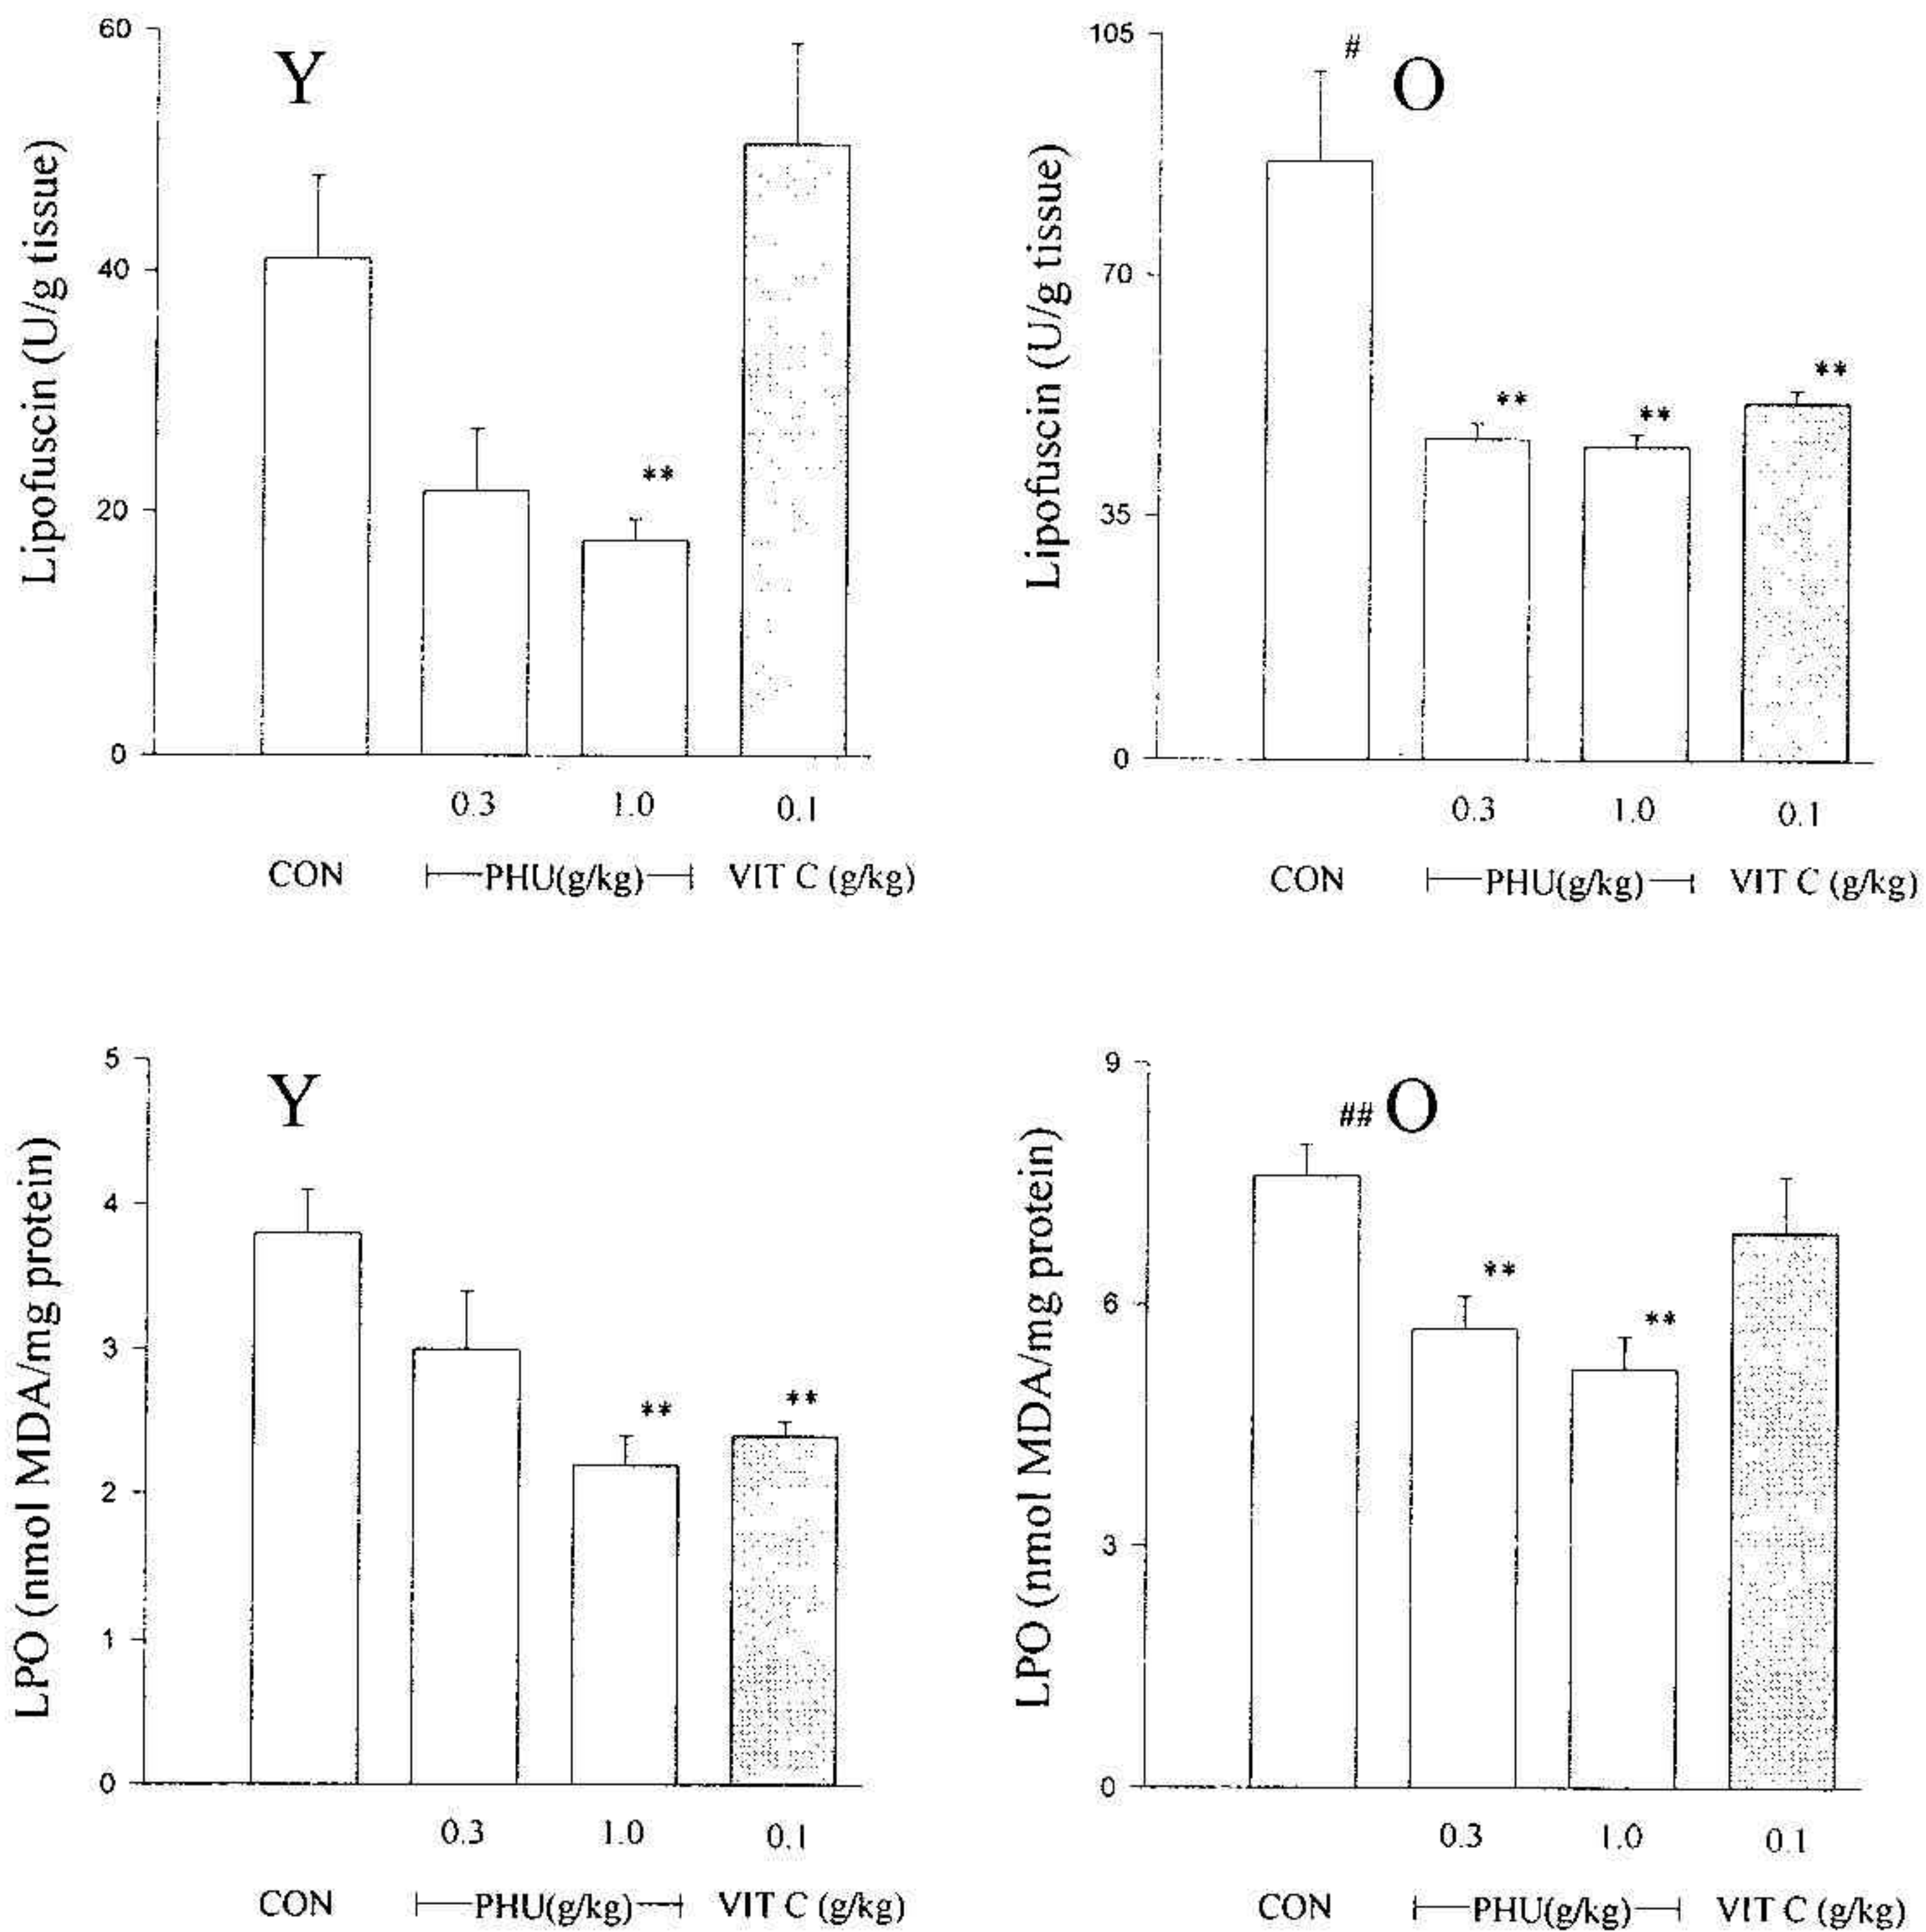 60
Y
40
20
0
Lipofuscin (U/g tissue)
**
0.3 1.0 0.1
CON PHU(g/kg) VIT C (g/kg)
105
# O
70
35
0
Lipofuscin (U/g tissue)
** ** **
0.3 1.0 0.1
CON PHU(g/kg) VIT C (g/kg)
5
Y
4
3
2
1
0
LPO (nmol MDA/mg protein)
** **
0.3 1.0 0.1
CON PHU(g/kg) VIT C (g/kg)
9
## O
6
3
0
LPO (nmol MDA/mg protein)
** **
0.3 1.0 0.1
CON PHU(g/kg) VIT C (g/kg)